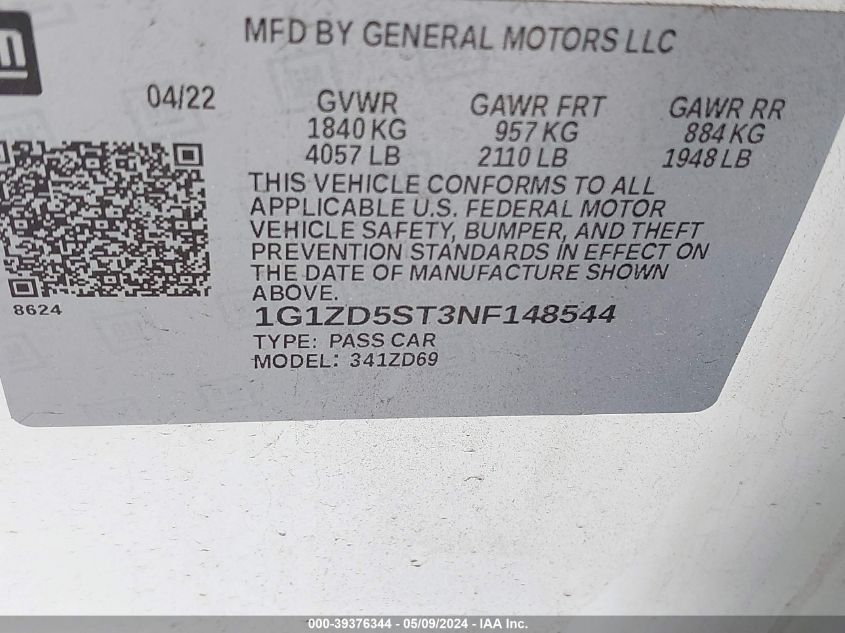 MFD BY GENERAL MOTORS LLC
04/22 GVWR GAWR FRT GAWR RR
1840 KG 957 KG 884 KG
4057 LB 2110 LB 1948 LB
THIS VEHICLE CONFORMS TO ALL
APPLICABLE U.S. FEDERAL MOTOR
VEHICLE SAFETY, BUMPER, AND THEFT
PREVENTION STANDARDS IN EFFECT ON
THE DATE OF MANUFACTURE SHOWN
ABOVE.
8624
1G1ZD5ST3NF148544
TYPE: PASS CAR
MODEL: 341ZD69
000-39376344 - 05/09/2024 - IAA Inc.